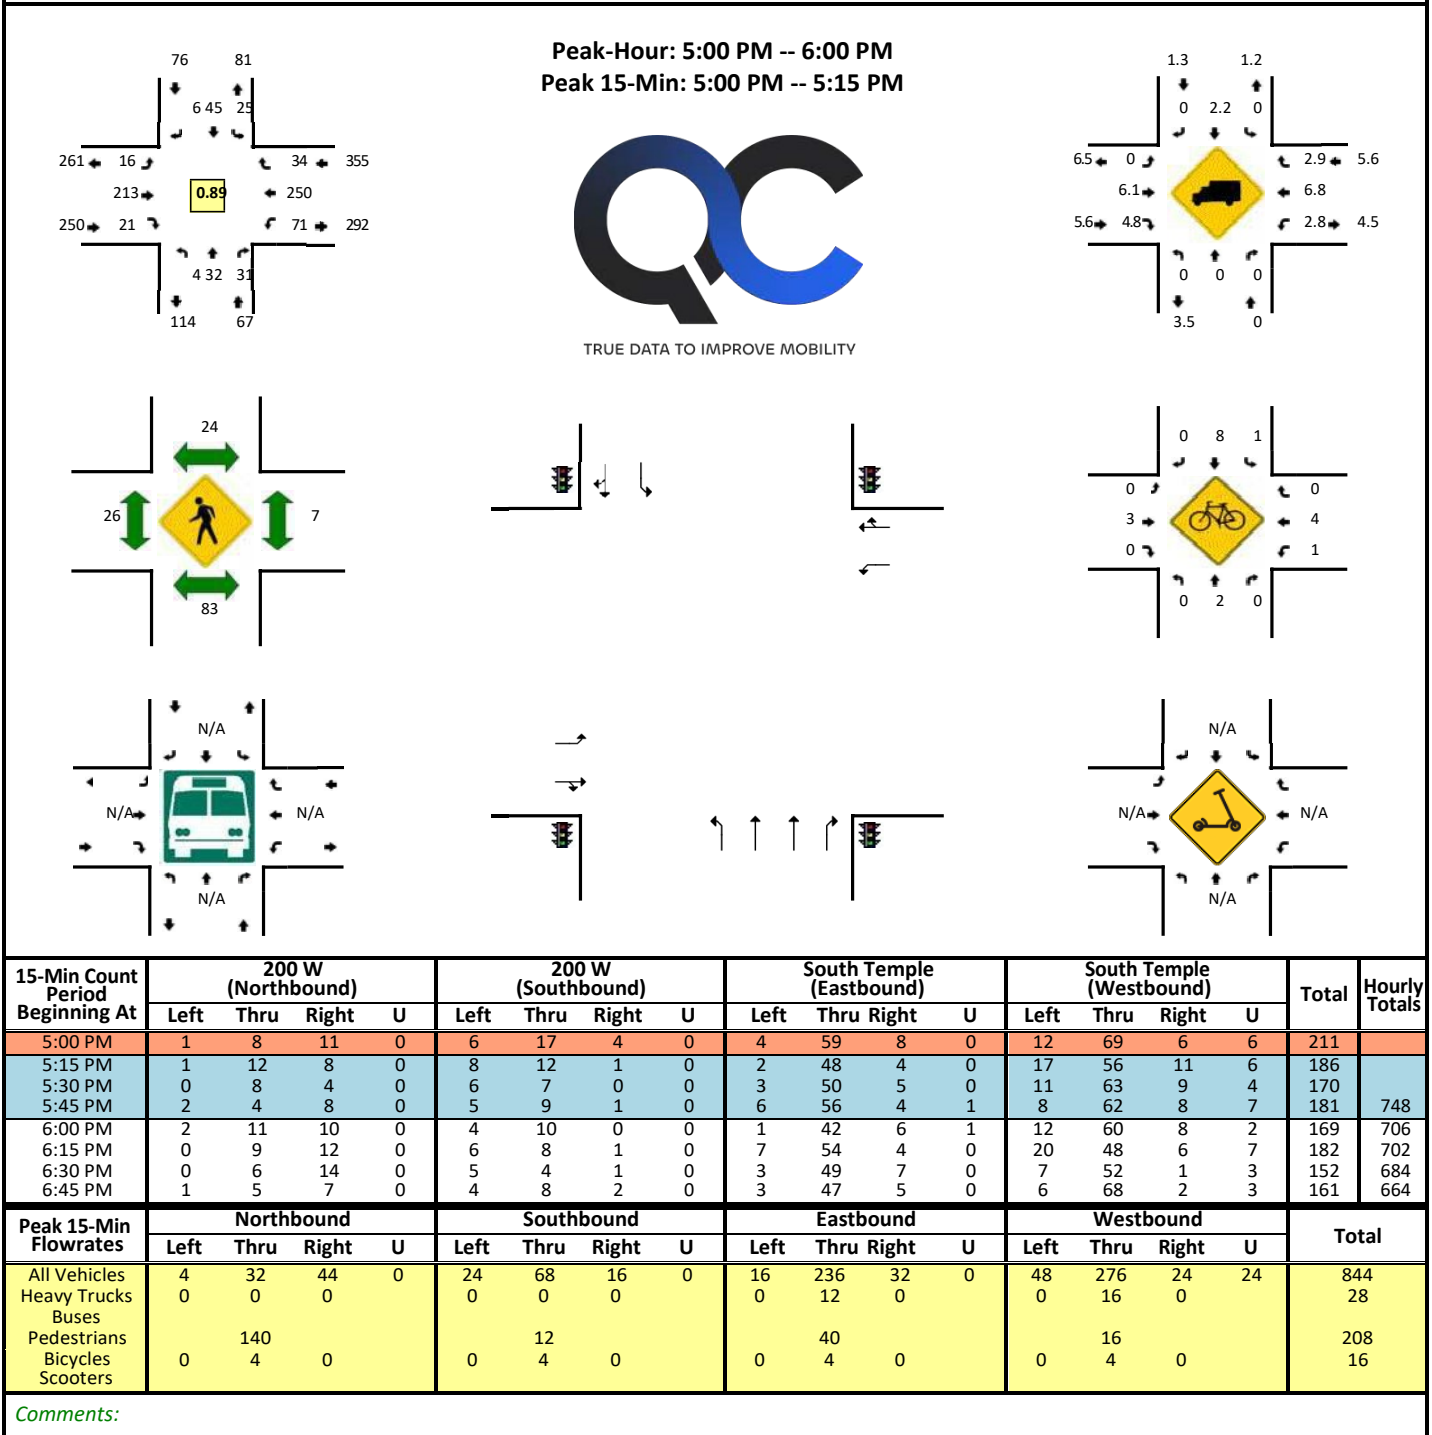 Peak-Hour: 5:00 PM -- 6:00 PM
Peak 15-Min: 5:00 PM -- 5:15 PM
76 81
6 45 25
261 16 34 355
213 0.89 250
250 21 71 292
4 32 31
114 67
TRUE DATA TO IMPROVE MOBILITY
1.3 1.2
0 2.2 0
6.5 0 2.9 5.6
6.1 6.8
5.6 4.8 2.8 4.5
0 0 0
3.5 0
24
26 7
83
0 8 1
0 0
3 4
0 1
0 2 0
N/A
N/A N/A
N/A
N/A
N/A N/A
N/A
15-Min Count Period Beginning At 200 W (Northbound) 200 W (Southbound) South Temple (Eastbound) South Temple (Westbound) Total Hourly Totals
Left Thru Right U Left Thru Right U Left Thru Right U Left Thru Right U
5:00 PM 1 8 11 0 6 17 4 0 4 59 8 0 12 69 6 6 211
5:15 PM 1 12 8 0 8 12 1 0 2 48 4 0 17 56 11 6 186
5:30 PM 0 8 4 0 6 7 0 0 3 50 5 0 11 63 9 4 170
5:45 PM 2 4 8 0 5 9 1 0 6 56 4 1 8 62 8 7 181 748
6:00 PM 2 11 10 0 4 10 0 0 1 42 6 1 12 60 8 2 169 706
6:15 PM 0 9 12 0 6 8 1 0 7 54 4 0 20 48 6 7 182 702
6:30 PM 0 6 14 0 5 4 1 0 3 49 7 0 7 52 1 3 152 684
6:45 PM 1 5 7 0 4 8 2 0 3 47 5 0 6 68 2 3 161 664
Peak 15-Min Flowrates Northbound Southbound Eastbound Westbound Total
Left Thru Right U Left Thru Right U Left Thru Right U Left Thru Right U
All Vehicles 4 32 44 0 24 68 16 0 16 236 32 0 48 276 24 24 844
Heavy Trucks 0 0 0 0 0 0 0 12 0 0 16 0 28
Buses
Pedestrians 140 12 40 16 208
Bicycles 0 4 0 0 4 0 0 4 0 0 4 0 16
Scooters
Comments: